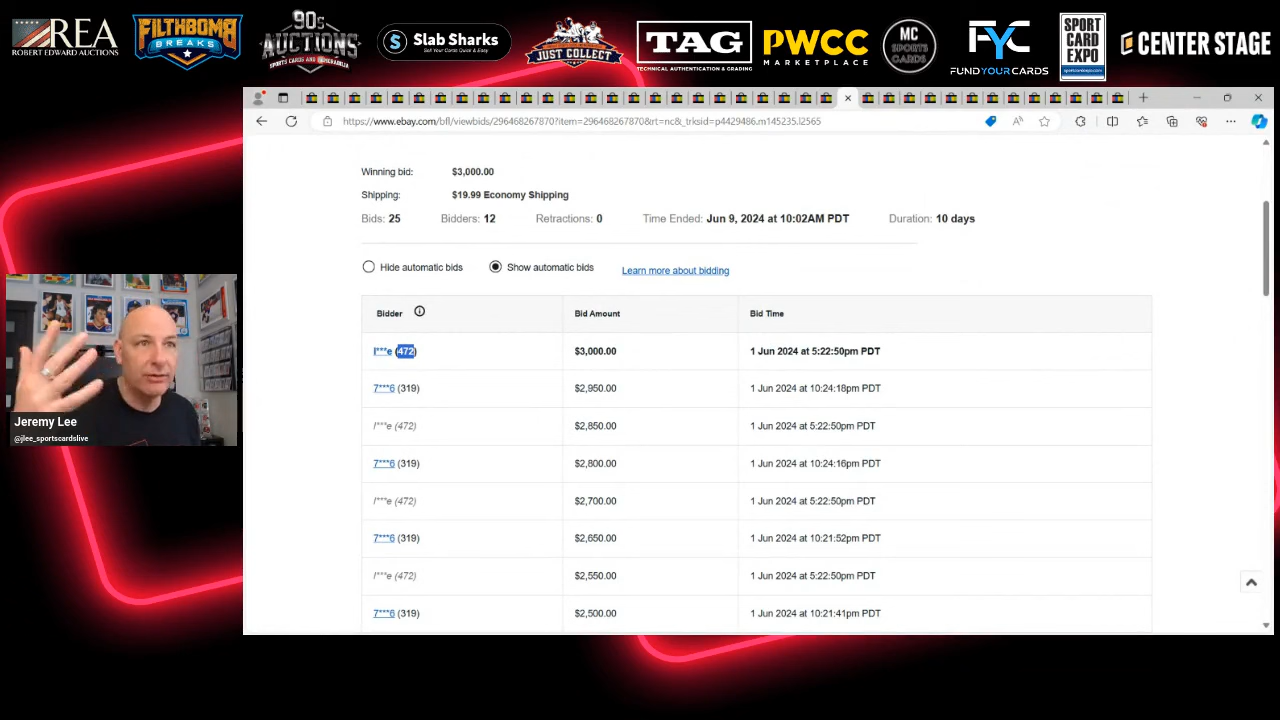 REA
ROBERT EDWARD AUCTIONS
FILTHBOMB
BREAKS
90s
AUCTIONS
SPORTS CARDS AND MEMORABILIA
S Slab Sharks
Sell Your Cards Quick & Easy
JUST COLLECT
TAG
TECHNICAL AUTHENTICATION & GRADING
PWCC
MARKETPLACE
MC
SPORTS
CARDS
FYC
FUNDYOURCARDS
SPORT
CARD
EXPO
sportcardexpo.com
CENTER STAGE
https://www.ebay.com/bfl/viewbids/296468267870?item=296468267870&rt=nc&_trksid=p4429486.m145235.l2565
Winning bid: $3,000.00
Shipping: $19.99 Economy Shipping
Bids: 25 Bidders: 12 Retractions: 0 Time Ended: Jun 9, 2024 at 10:02AM PDT Duration: 10 days
Hide automatic bids Show automatic bids Learn more about bidding
Bidder Bid Amount Bid Time
l***e (472) $3,000.00 1 Jun 2024 at 5:22:50pm PDT
7***6 (319) $2,950.00 1 Jun 2024 at 10:24:18pm PDT
l***e (472) $2,850.00 1 Jun 2024 at 5:22:50pm PDT
7***6 (319) $2,800.00 1 Jun 2024 at 10:24:16pm PDT
l***e (472) $2,700.00 1 Jun 2024 at 5:22:50pm PDT
7***6 (319) $2,650.00 1 Jun 2024 at 10:21:52pm PDT
l***e (472) $2,550.00 1 Jun 2024 at 5:22:50pm PDT
7***6 (319) $2,500.00 1 Jun 2024 at 10:21:41pm PDT
Jeremy Lee
@jlee_sportscardslive